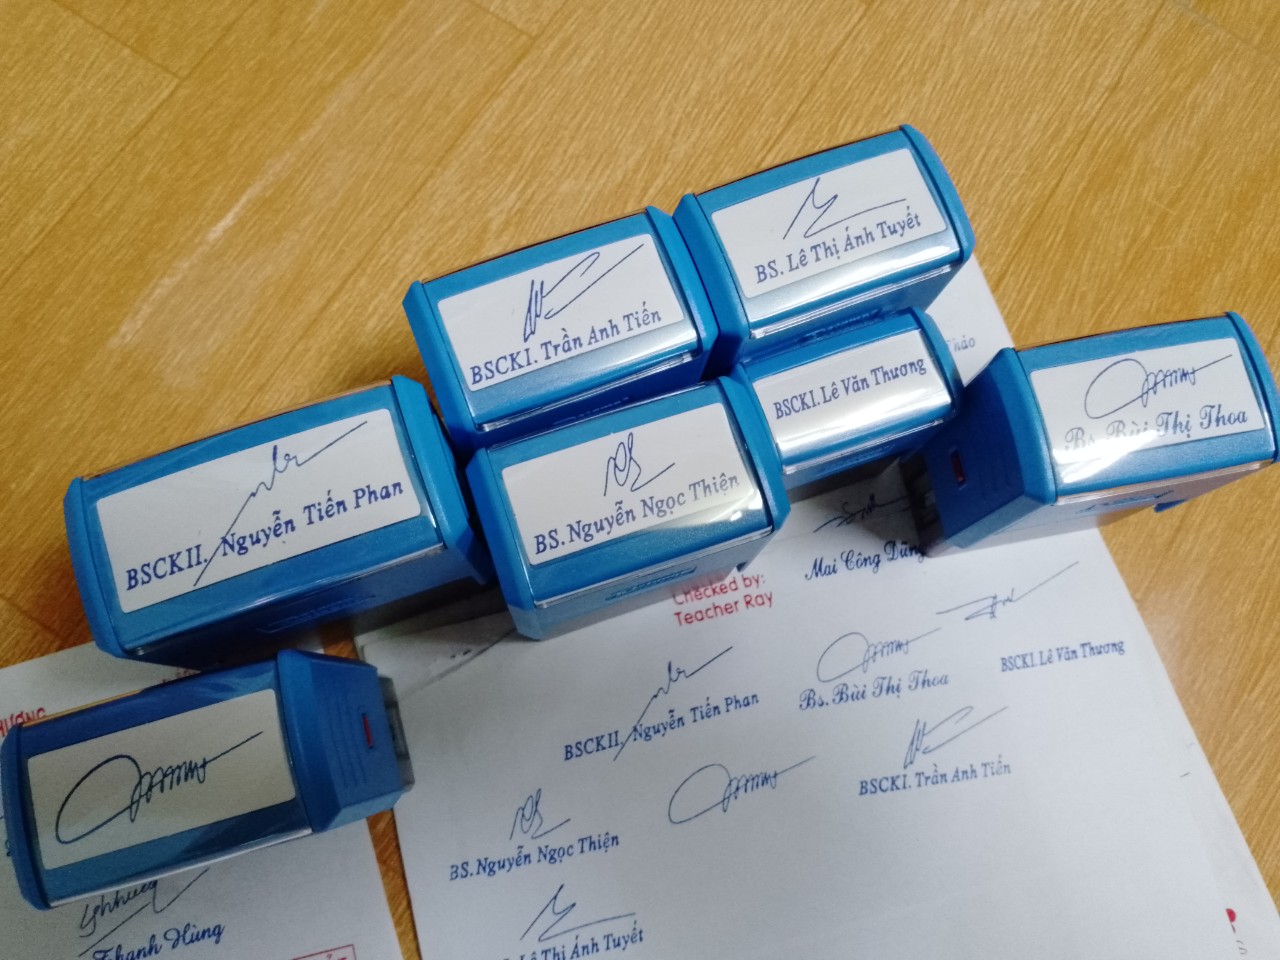 BS. Lê Thị Ánh Tuyết
BSCKI. Trần Anh Tiến
BSCKI. Lê Văn Thương
Bs. Bùi Thị Thoa
BSCKII. Nguyễn Tiến Phan
BS. Nguyễn Ngọc Thiện
Thảo
Mai Công Dũng
Checked by:
Teacher Ray
BSCKI. Lê Văn Thương
Bs. Bùi Thị Thoa
BSCKII. Nguyễn Tiến Phan
BSCKI. Trần Anh Tiến
BS. Nguyễn Ngọc Thiện
Lê Thị Ánh Tuyết
Thanh Hùng